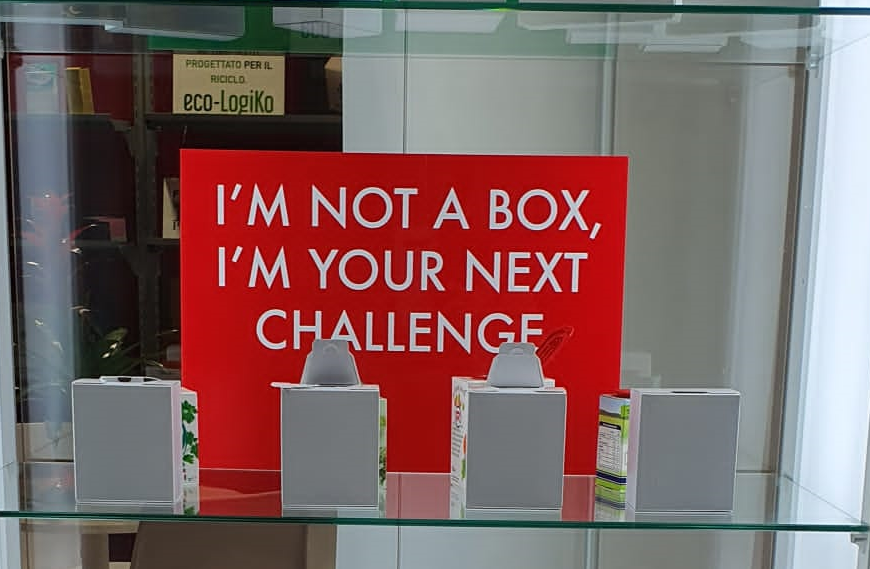 PROGETTATO PER IL
RICICLO.
eco-LogiKo
I'M NOT A BOX,
I'M YOUR NEXT
CHALLENGE